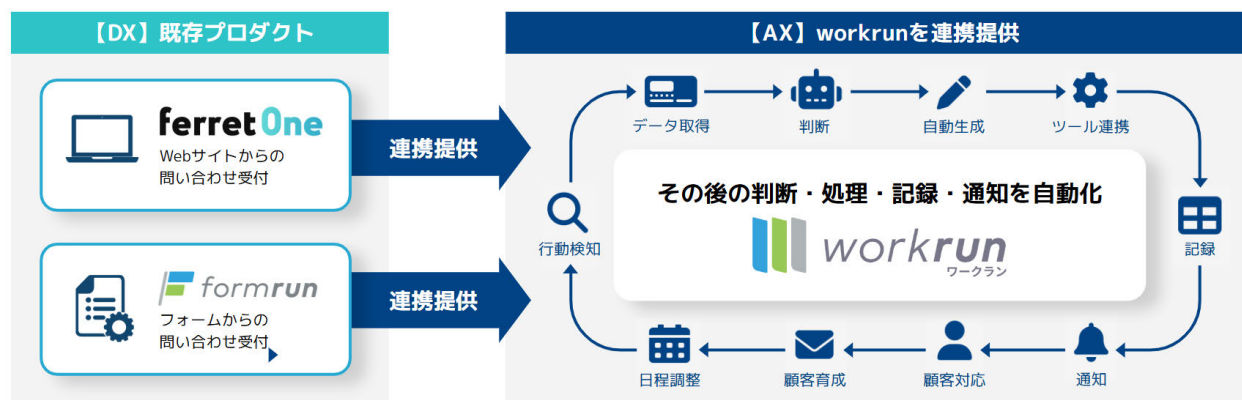 【DX】既存プロダクト
ferret One
Webサイトからの
問い合わせ受付
formrun
フォームからの
問い合わせ受付
連携提供
連携提供
【AX】workrunを連携提供
データ取得
判断
自動生成
ツール連携
その後の判断・処理・記録・通知を自動化
workrun
ワークラン
行動検知
記録
日程調整
顧客育成
顧客対応
通知